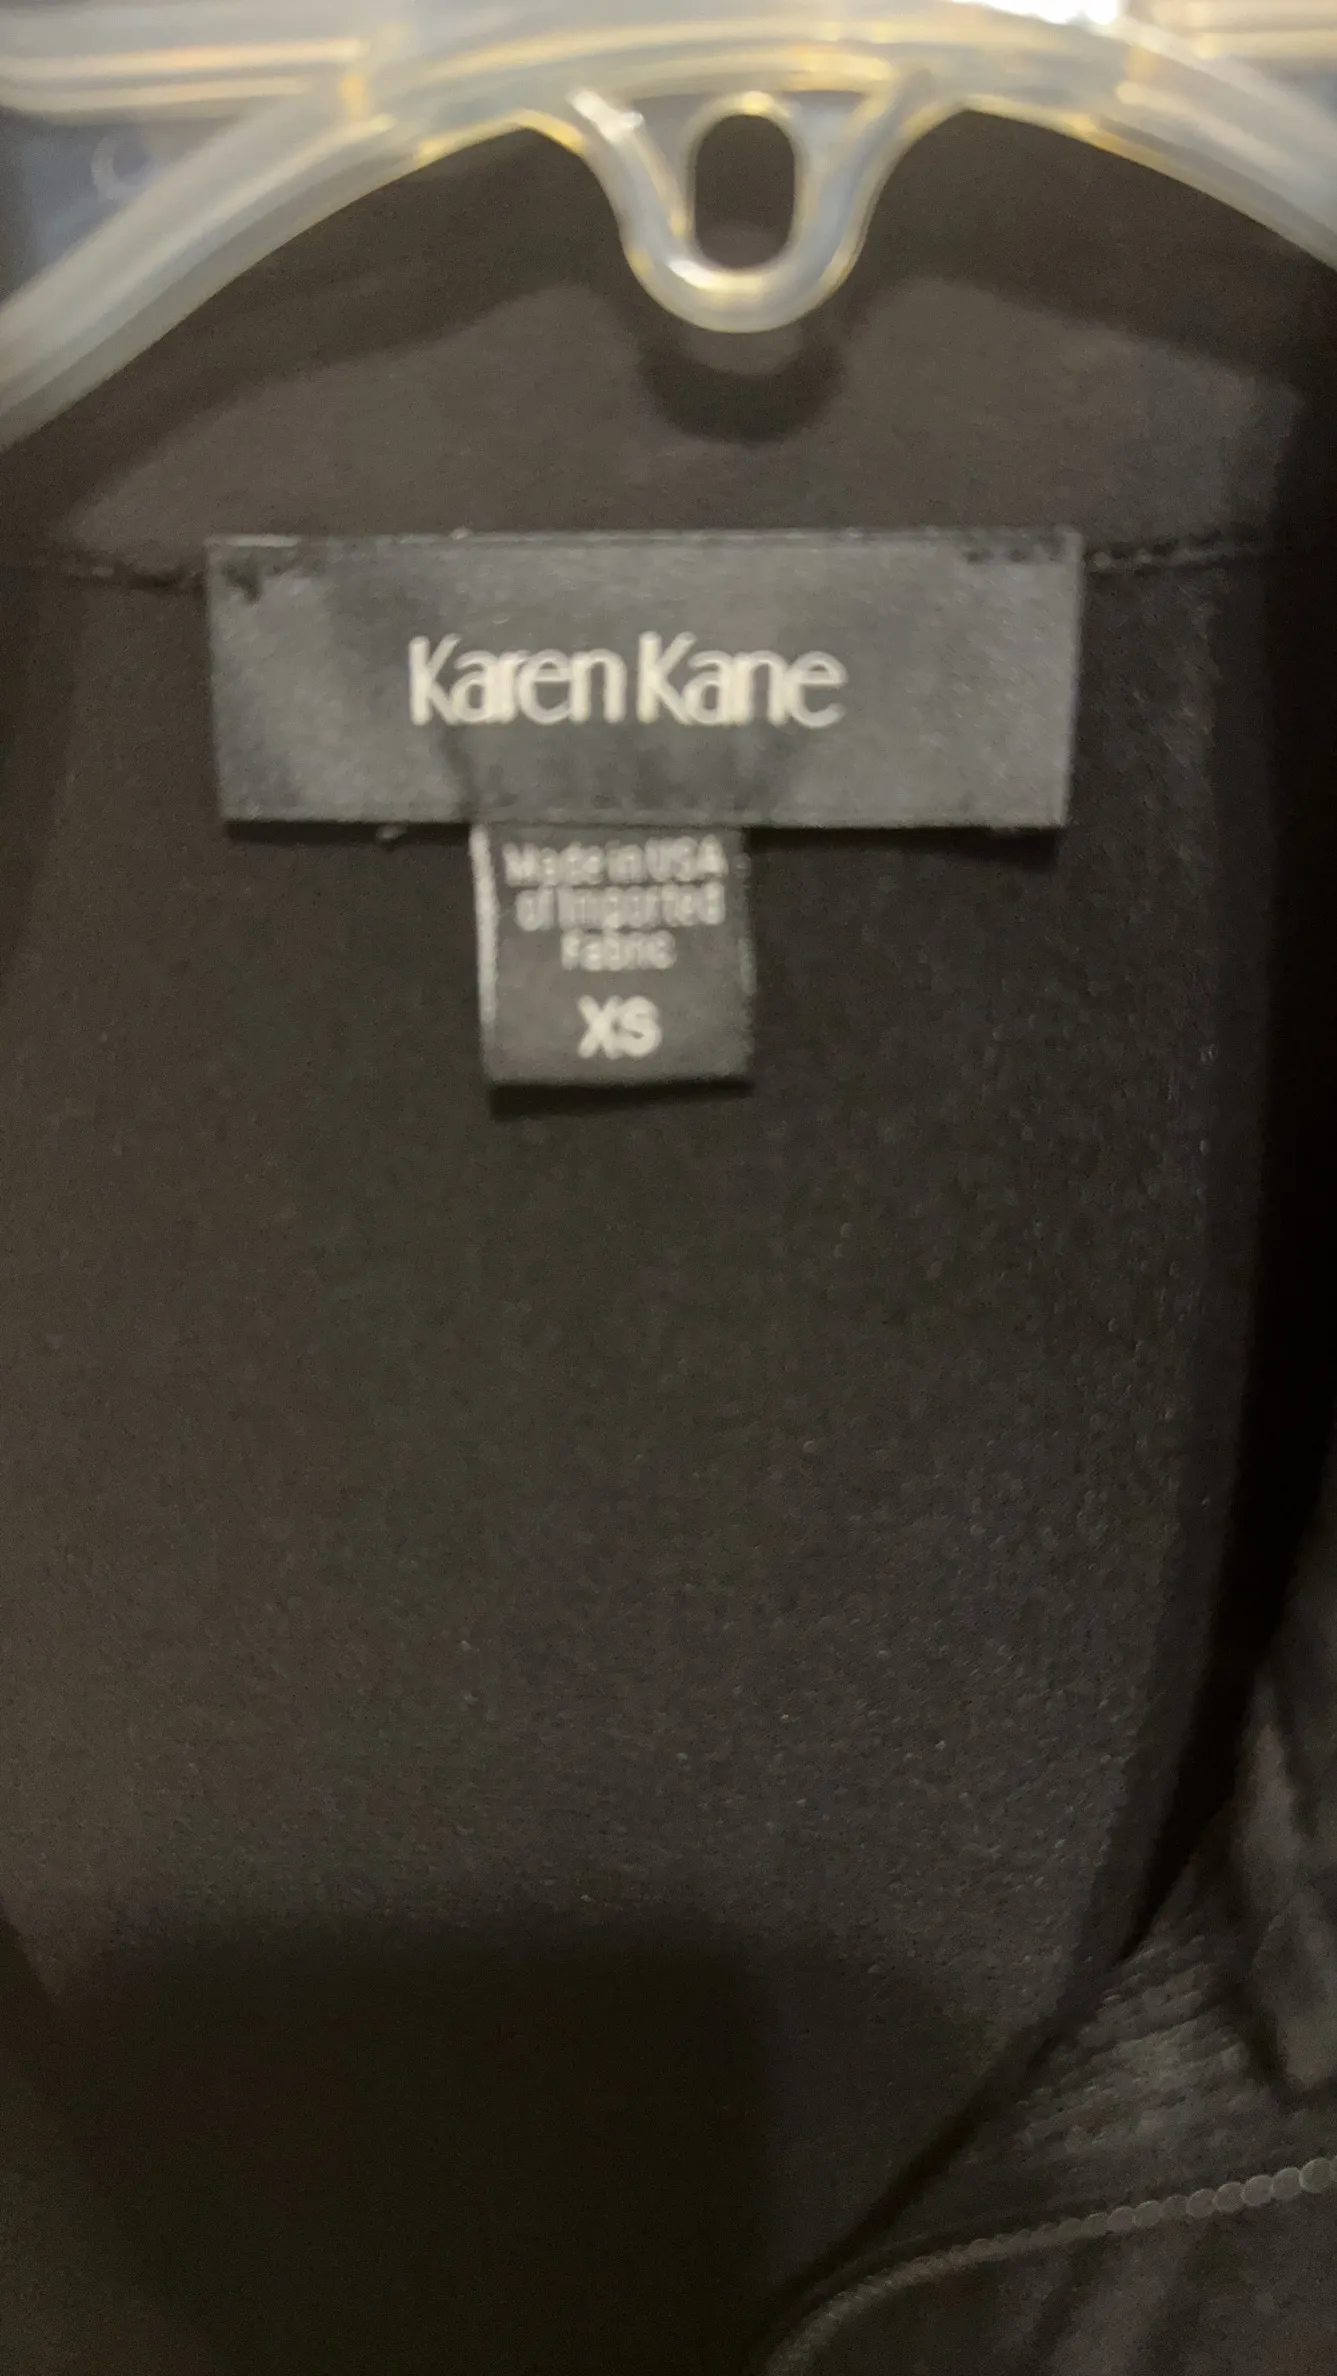 Karen Kane
Made in USA
of Imported
Fabric
XS